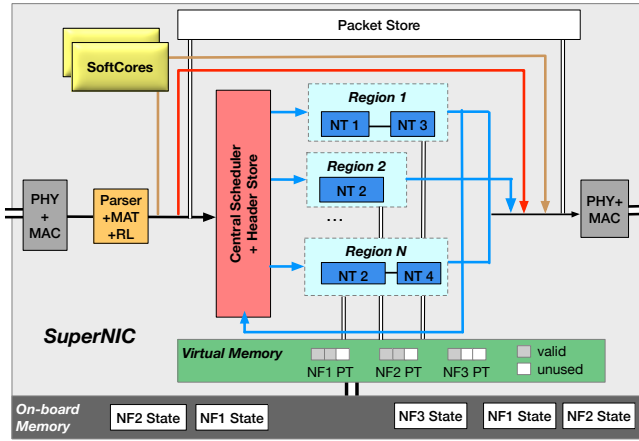 Packet Store
SoftCores
Region 1
NT 1
NT 3
Region 2
NT 2
...
Region N
NT 2
NT 4
Central Scheduler
+ Header Store
PHY
+
MAC
Parser
+MAT
+RL
PHY+
MAC
SuperNIC
Virtual Memory
NF1 PT
NF2 PT
NF3 PT
valid
unused
On-board
Memory
NF2 State
NF1 State
NF3 State
NF1 State
NF2 State